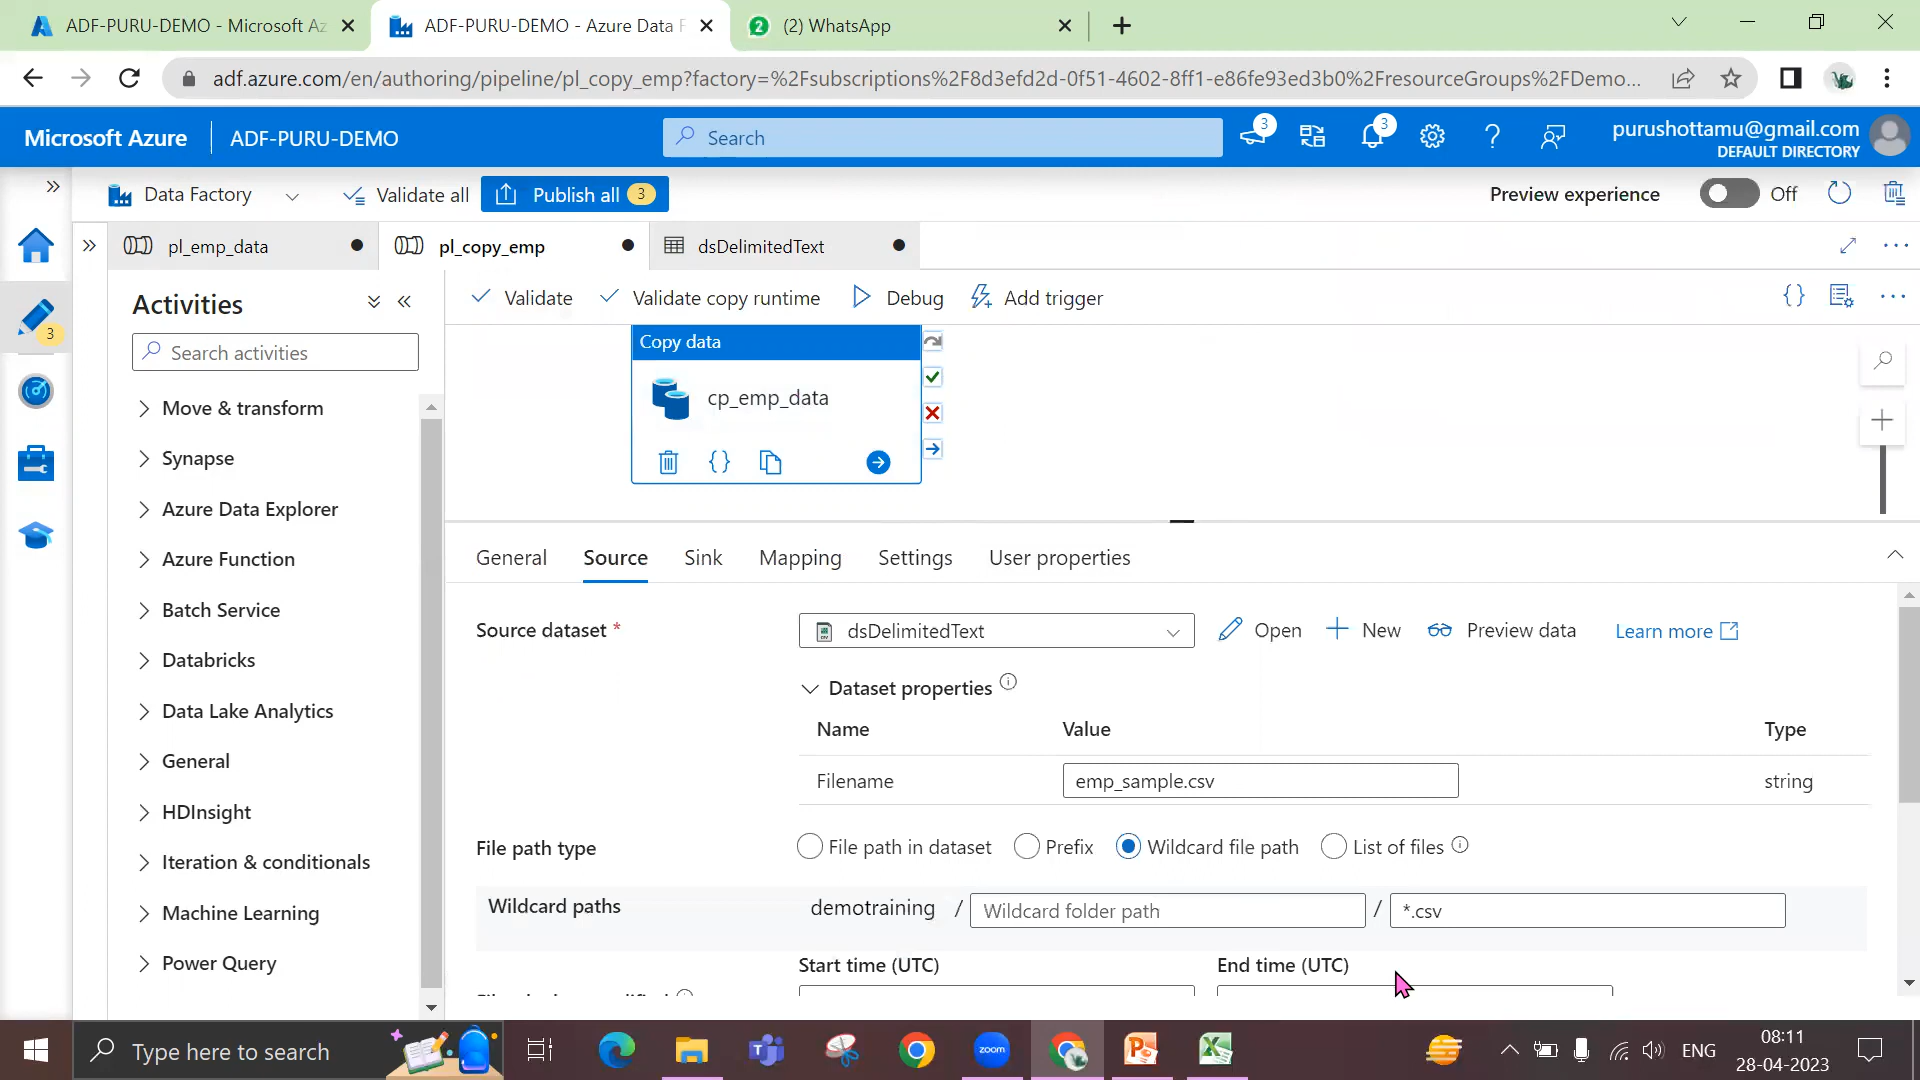 ADF-PURU-DEMO - Microsoft Az
ADF-PURU-DEMO - Azure Data F
2
(2) WhatsApp
adf.azure.com/en/authoring/pipeline/pl_copy_emp?factory=%2Fsubscriptions%2F8d3efd2d-0f51-4602-8ff1-e86fe93ed3b0%2FresourceGroups%2FDemo...
Microsoft Azure
ADF-PURU-DEMO
Search
3
3
?
purushottamu@gmail.com
DEFAULT DIRECTORY
Data Factory
Validate all
Publish all
3
Preview experience
Off
pl_emp_data
pl_copy_emp
dsDelimitedText
3
Activities
Search activities
Move & transform
Synapse
Azure Data Explorer
Azure Function
Batch Service
Databricks
Data Lake Analytics
General
HDInsight
Iteration & conditionals
Machine Learning
Power Query
Validate
Validate copy runtime
Debug
Add trigger
Copy data
cp_emp_data
General
Source
Sink
Mapping
Settings
User properties
Source dataset *
dsDelimitedText
Open
New
Preview data
Learn more
Dataset properties
Name
Value
Type
Filename
emp_sample.csv
string
File path type
File path in dataset
Prefix
Wildcard file path
List of files
Wildcard paths
demotraining
/
Wildcard folder path
/
*.csv
Start time (UTC)
End time (UTC)
Type here to search
zoom
ENG
08:11
28-04-2023